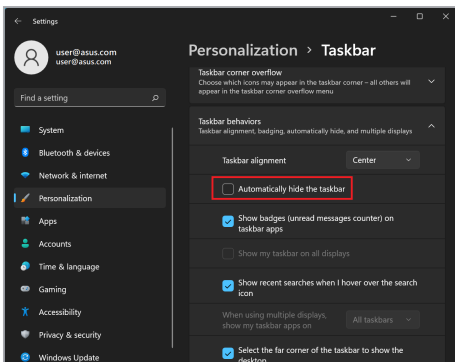 Settings
user@asus.com
user@asus.com
Find a setting
System
Bluetooth & devices
Network & internet
Personalization
Apps
Accounts
Time & language
Gaming
Accessibility
Privacy & security
Windows Update
Personalization > Taskbar
Taskbar corner overflow
Choose which icons may appear in the taskbar corner – all others will
appear in the taskbar corner overflow menu
Taskbar behaviors
Taskbar alignment, badging, automatically hide, and multiple displays
Taskbar alignment
Center
Automatically hide the taskbar
Show badges (unread messages counter) on
taskbar apps
Show my taskbar on all displays
Show recent searches when I hover over the search
icon
When using multiple displays,
show my taskbar apps on
All taskbars
Select the far corner of the taskbar to show the
desktop